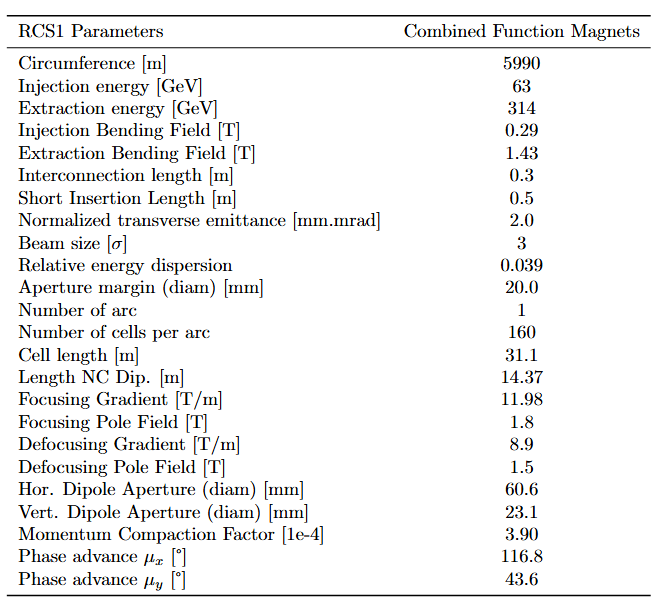 RCS1 Parameters Combined Function Magnets
Circumference [m] 5990
Injection energy [GeV] 63
Extraction energy [GeV] 314
Injection Bending Field [T] 0.29
Extraction Bending Field [T] 1.43
Interconnection length [m] 0.3
Short Insertion Length [m] 0.5
Normalized transverse emittance [mm.mrad] 2.0
Beam size [σ] 3
Relative energy dispersion 0.039
Aperture margin (diam) [mm] 20.0
Number of arc 1
Number of cells per arc 160
Cell length [m] 31.1
Length NC Dip. [m] 14.37
Focusing Gradient [T/m] 11.98
Focusing Pole Field [T] 1.8
Defocusing Gradient [T/m] 8.9
Defocusing Pole Field [T] 1.5
Hor. Dipole Aperture (diam) [mm] 60.6
Vert. Dipole Aperture (diam) [mm] 23.1
Momentum Compaction Factor [1e-4] 3.90
Phase advance μx [°] 116.8
Phase advance μy [°] 43.6